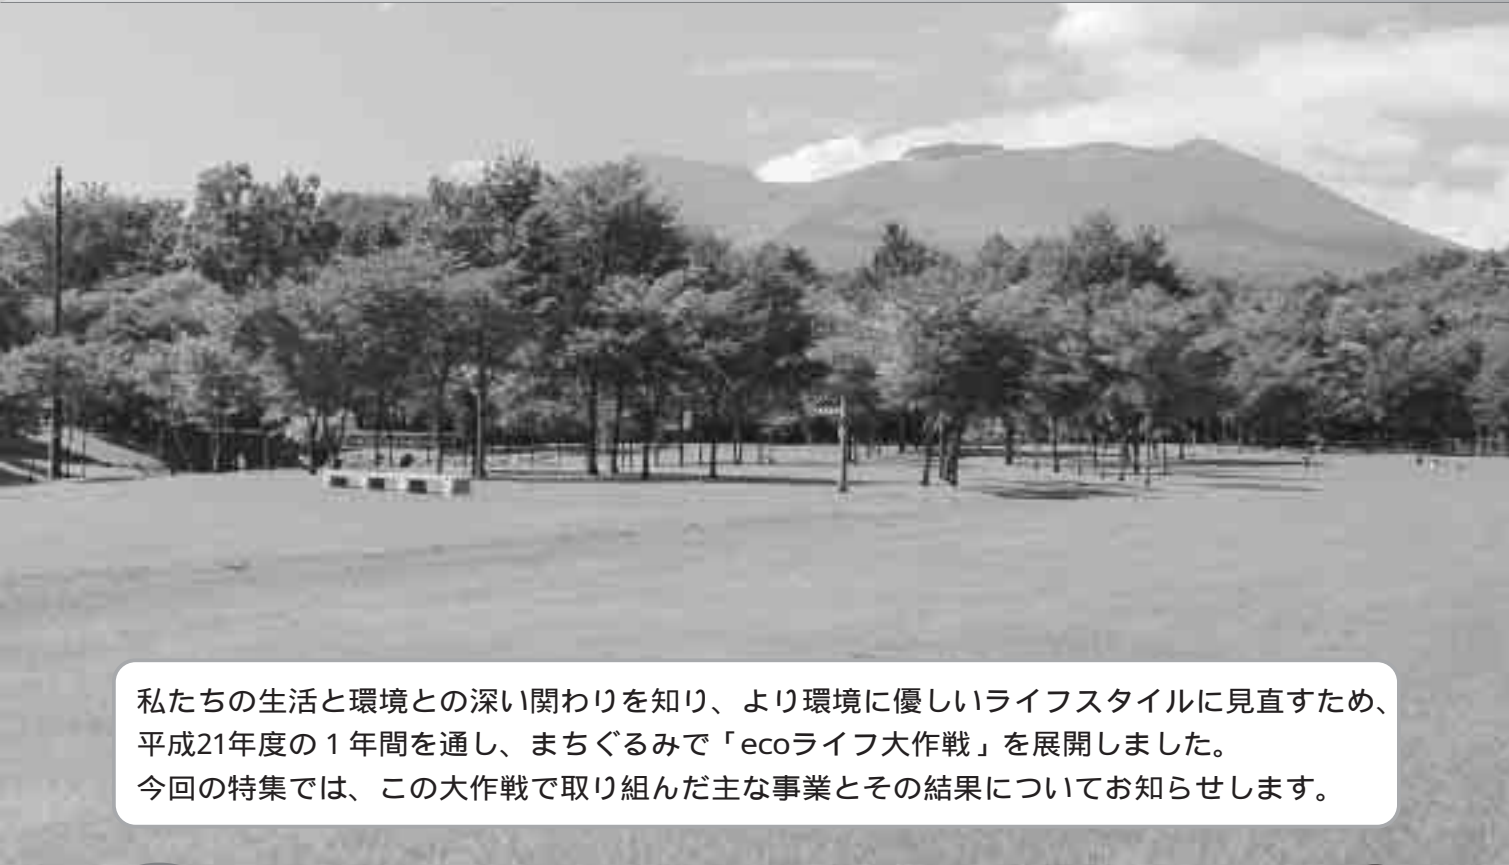 私たちの生活と環境との深い関わりを知り、より環境に優しいライフスタイルに見直すため、
平成21年度の１年間を通し、まちぐるみで「ecoライフ大作戦」を展開しました。
今回の特集では、この大作戦で取り組んだ主な事業とその結果についてお知らせします。